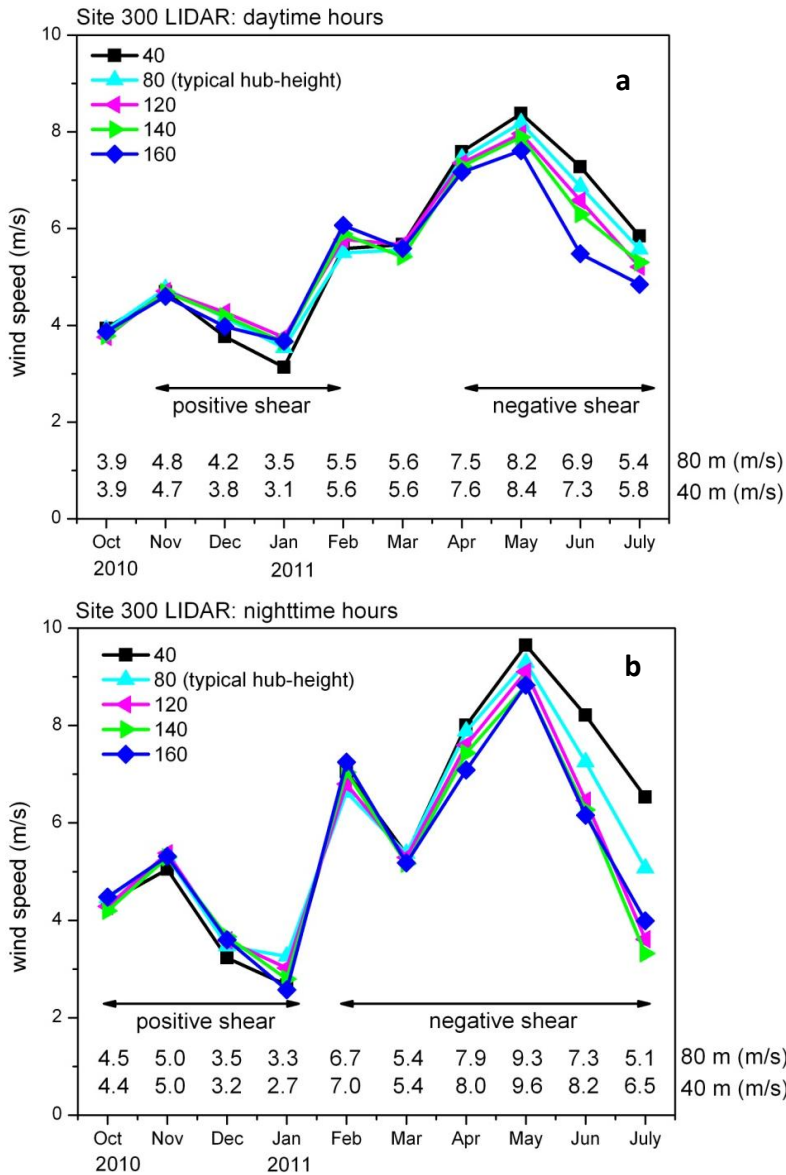 Site 300 LIDAR: daytime hours
10
40
80 (typical hub-height)
120
140
160
a
8
6
4
2
0
wind speed (m/s)
positive shear
negative shear
3.9 4.8 4.2 3.5 5.5 5.6 7.5 8.2 6.9 5.4 80 m (m/s)
3.9 4.7 3.8 3.1 5.6 5.6 7.6 8.4 7.3 5.8 40 m (m/s)
Oct Nov Dec Jan Feb Mar Apr May Jun July
2010 2011
Site 300 LIDAR: nighttime hours
10
40
80 (typical hub-height)
120
140
160
b
8
6
4
2
0
wind speed (m/s)
positive shear
negative shear
4.5 5.0 3.5 3.3 6.7 5.4 7.9 9.3 7.3 5.1 80 m (m/s)
4.4 5.0 3.2 2.7 7.0 5.4 8.0 9.6 8.2 6.5 40 m (m/s)
Oct Nov Dec Jan Feb Mar Apr May Jun July
2010 2011